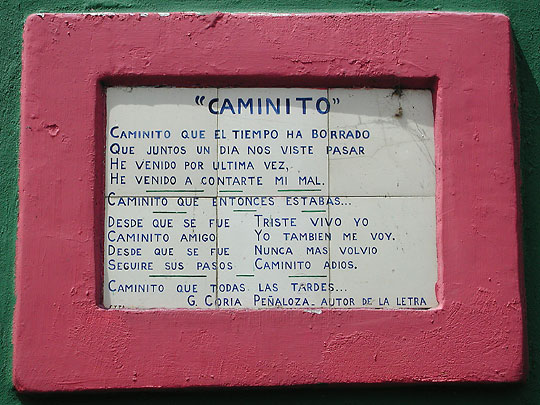 "CAMINITO"
CAMINITO QUE EL TIEMPO HA BORRADO
QUE JUNTOS UN DIA NOS VISTE PASAR
HE VENIDO POR ULTIMA VEZ,
HE VENIDO A CONTARTE MI MAL.
CAMINITO QUE ENTONCES ESTABAS...
DESDE QUE SE FUE TRISTE VIVO YO
CAMINITO AMIGO YO TAMBIEN ME VOY.
DESDE QUE SE FUE NUNCA MAS VOLVIO
SEGUIRE SUS PASOS CAMINITO ADIOS.
CAMINITO QUE TODAS LAS TARDES...
G. CORIA PEÑALOZA. AUTOR DE LA LETRA